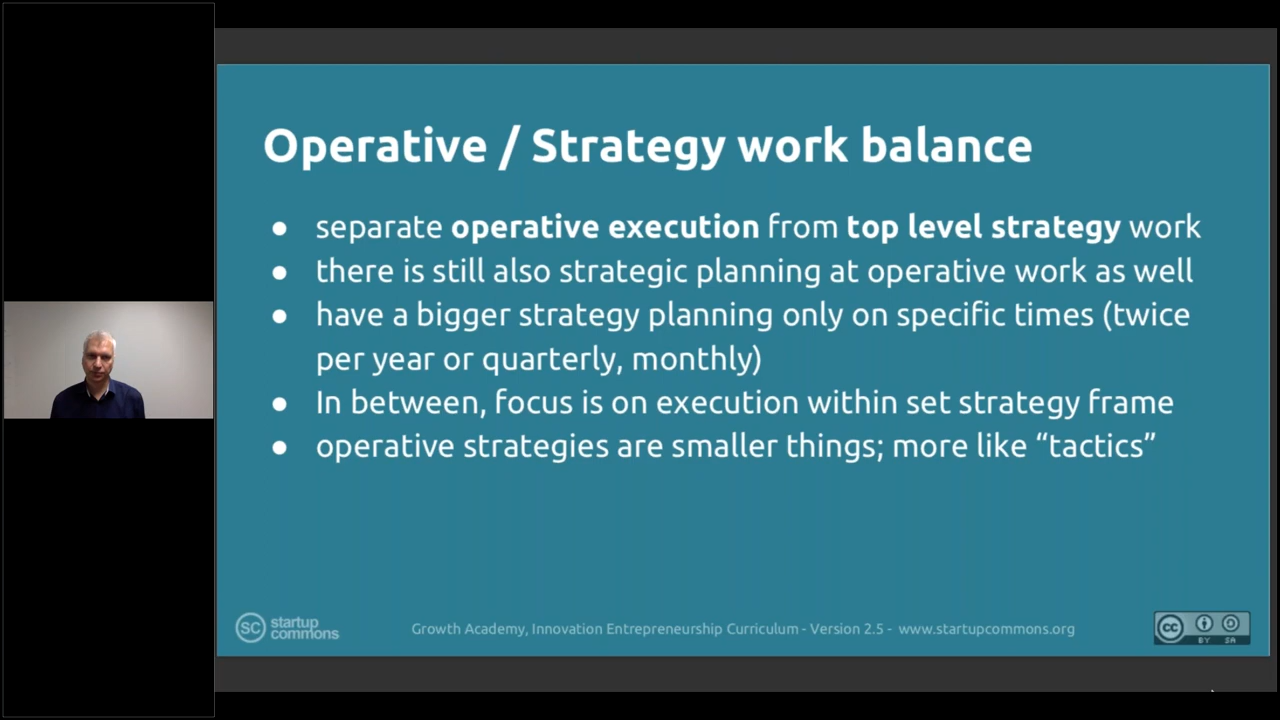 Operative / Strategy work balance
● separate operative execution from top level strategy work
● there is still also strategic planning at operative work as well
● have a bigger strategy planning only on specific times (twice
per year or quarterly, monthly)
● In between, focus is on execution within set strategy frame
● operative strategies are smaller things; more like “tactics”
SC startup
commons
Growth Academy, Innovation Entrepreneurship Curriculum - Version 2.5 - www.startupcommons.org
cc
BY SA